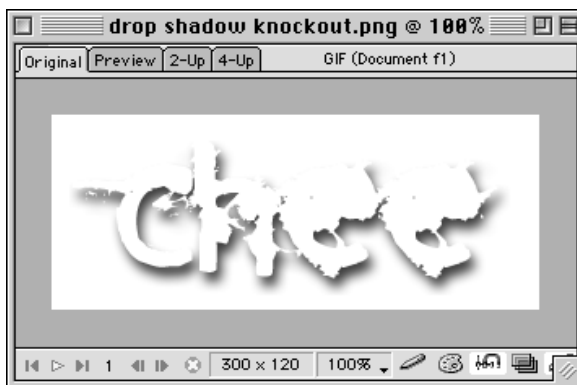 drop shadow knockout.png @ 100%
Original Preview 2-Up 4-Up GIF (Document f1)
chee
1 300 x 120 100%